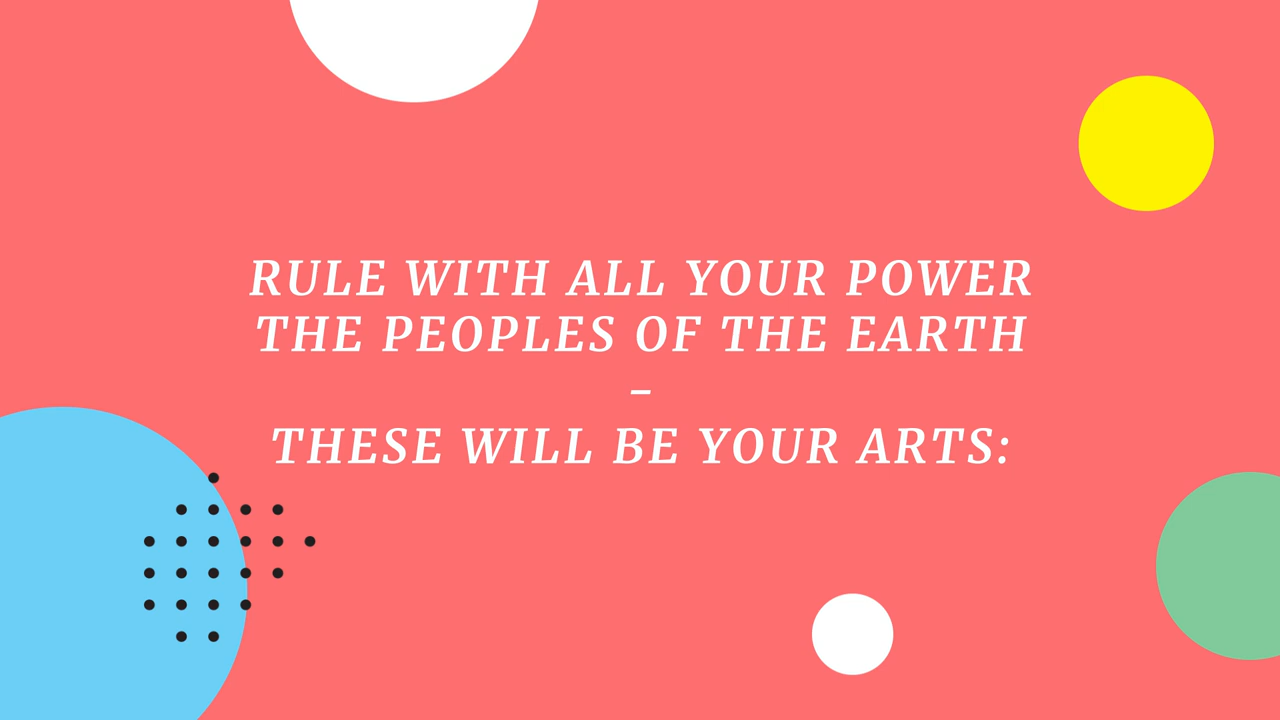 RULE WITH ALL YOUR POWER
THE PEOPLES OF THE EARTH
–
THESE WILL BE YOUR ARTS: